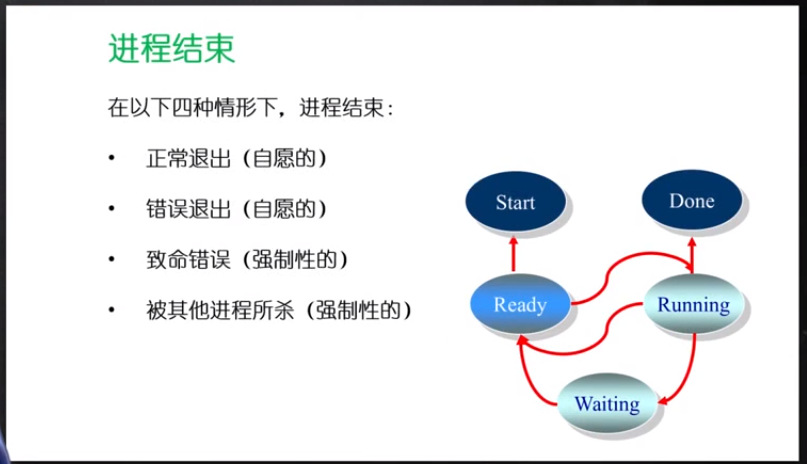 进程结束
在以下四种情形下，进程结束：
• 正常退出（自愿的）
• 错误退出（自愿的）
• 致命错误（强制性的）
• 被其他进程所杀（强制性的）
Start
Done
Ready
Running
Waiting